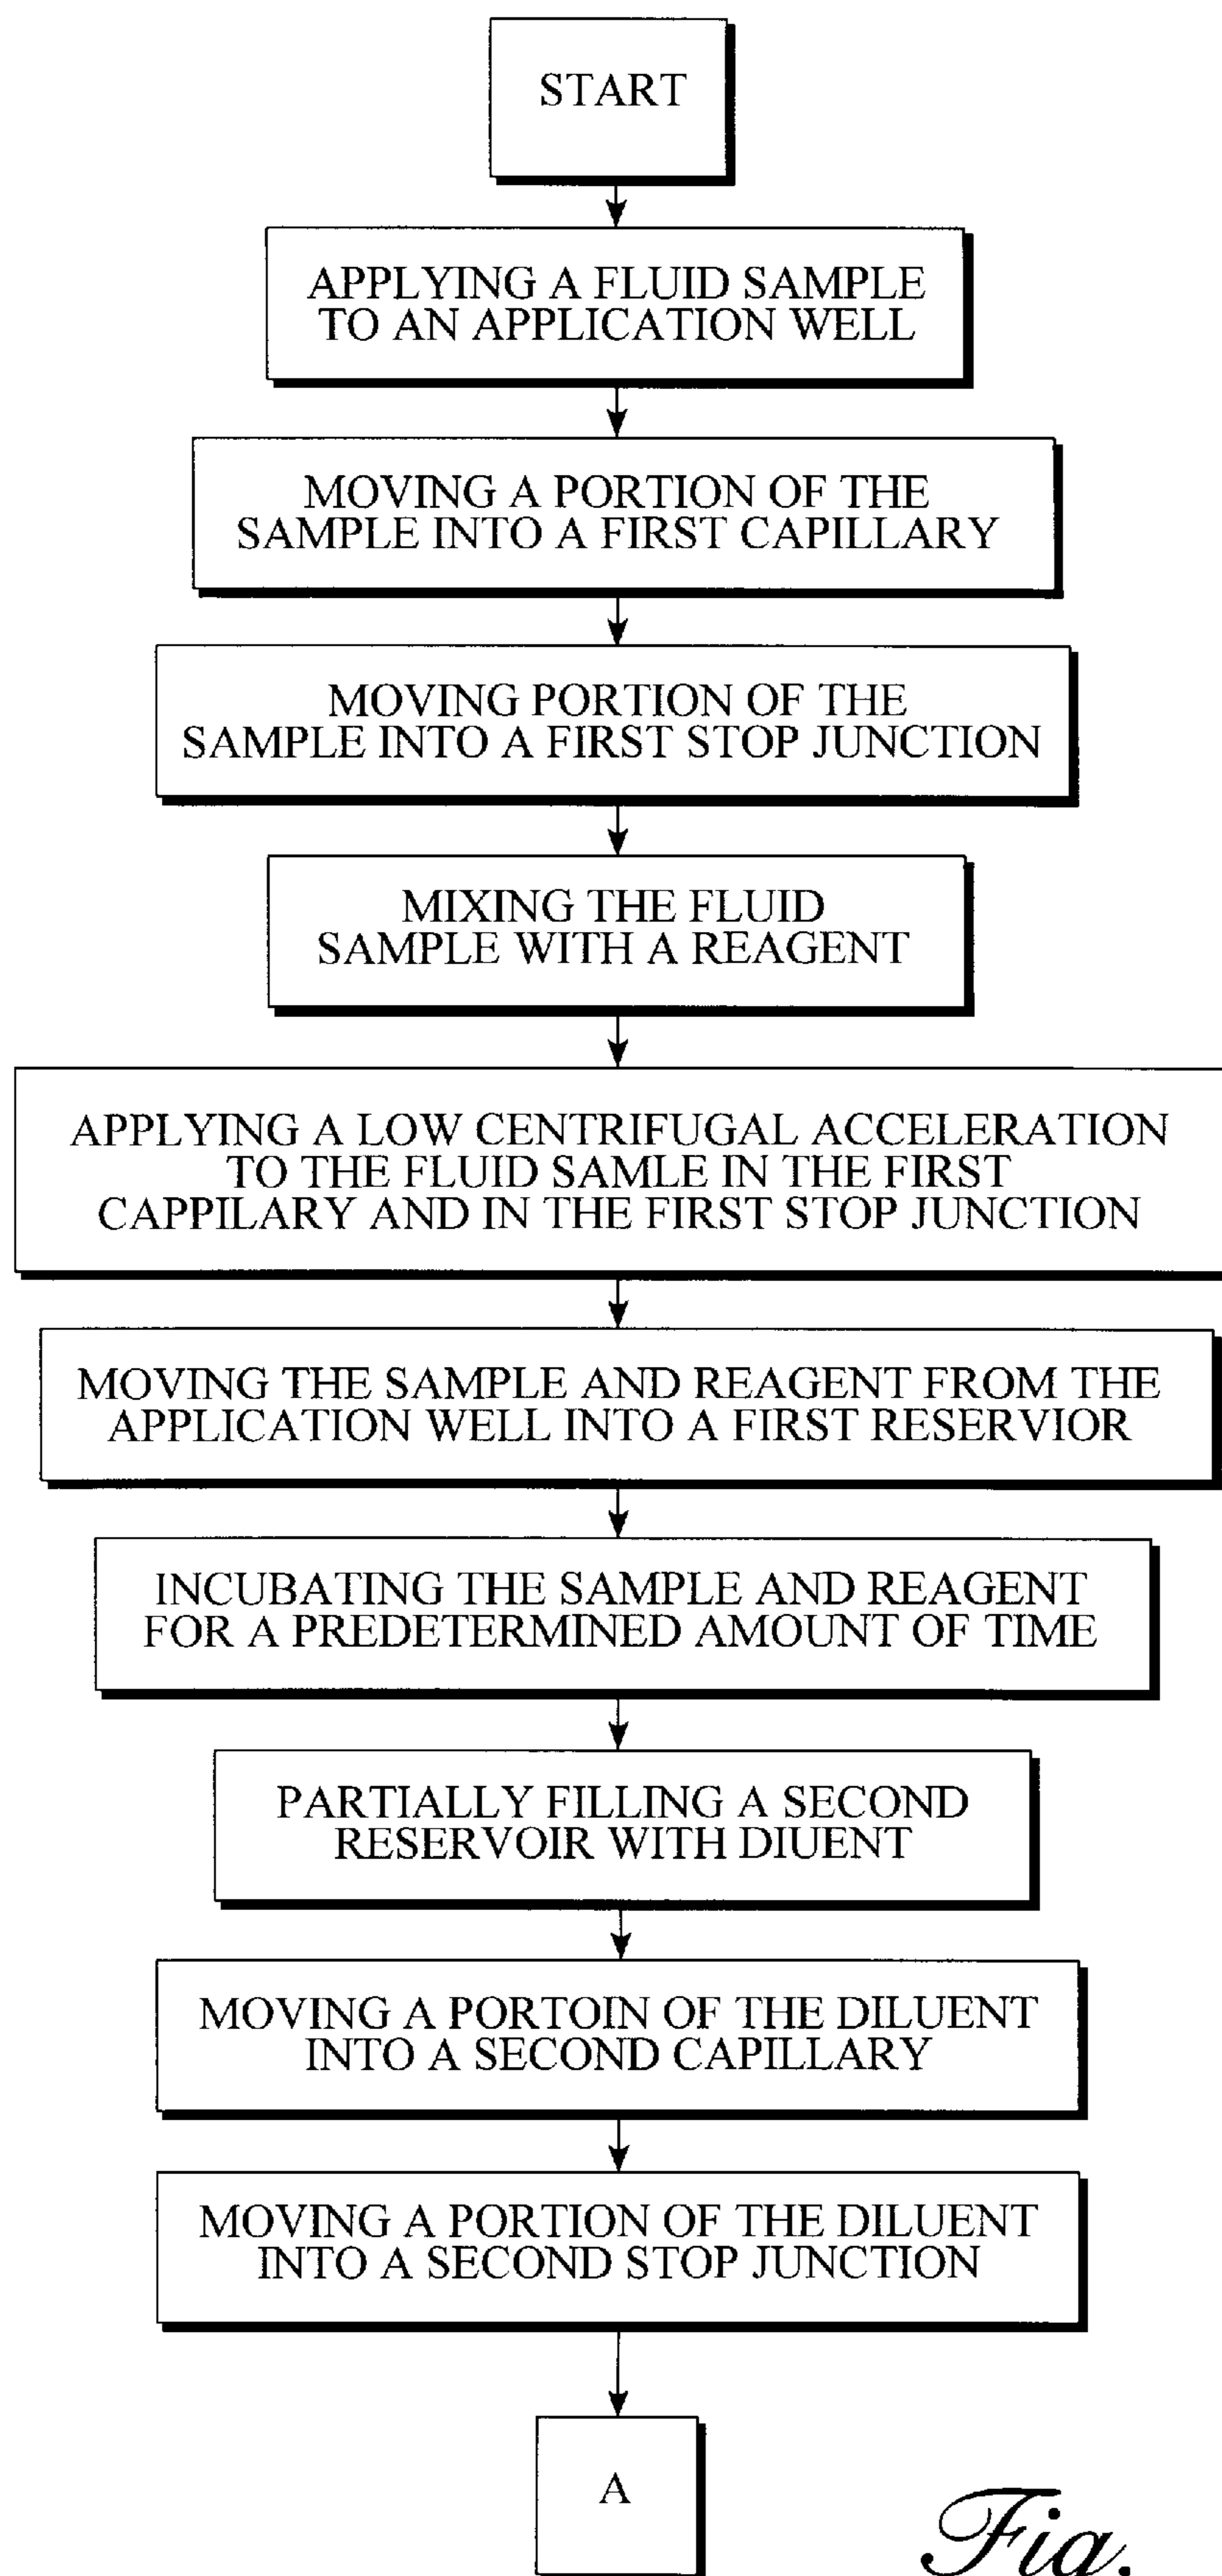 START
APPLYING A FLUID SAMPLE
TO AN APPLICATION WELL
MOVING A PORTION OF THE
SAMPLE INTO A FIRST CAPILLARY
MOVING PORTION OF THE
SAMPLE INTO A FIRST STOP JUNCTION
MIXING THE FLUID
SAMPLE WITH A REAGENT
APPLYING A LOW CENTRIFUGAL ACCELERATION
TO THE FLUID SAMLE IN THE FIRST
CAPPILARY AND IN THE FIRST STOP JUNCTION
MOVING THE SAMPLE AND REAGENT FROM THE
APPLICATION WELL INTO A FIRST RESERVIOR
INCUBATING THE SAMPLE AND REAGENT
FOR A PREDETERMINED AMOUNT OF TIME
PARTIALLY FILLING A SECOND
RESERVOIR WITH DIUENT
MOVING A PORTOIN OF THE DILUENT
INTO A SECOND CAPILLARY
MOVING A PORTION OF THE DILUENT
INTO A SECOND STOP JUNCTION
A
Fig.